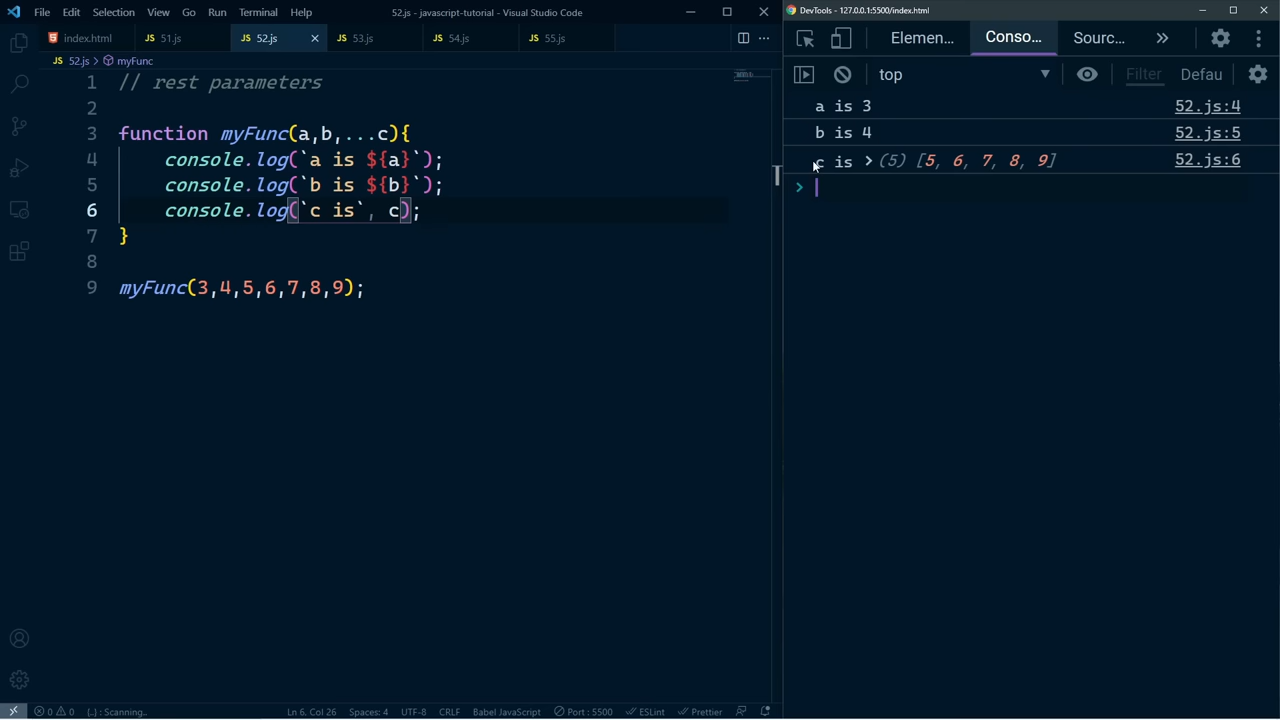 File Edit Selection View Go Run Terminal Help 52.js - javascript-tutorial - Visual Studio Code
index.html 51.js 52.js 53.js 54.js 55.js
JS 52.js > myFunc
1 // rest parameters
2
3 function myFunc(a,b,...c){
4 console.log(`a is ${a}`);
5 console.log(`b is ${b}`);
6 console.log(`c is`, c);
7 }
8
9 myFunc(3,4,5,6,7,8,9);
0 0 {..} : Scanning.. Ln 6, Col 26 Spaces: 4 UTF-8 CRLF Babel JavaScript Port : 5500 ESLint Prettier
DevTools - 127.0.0.1:5500/index.html
Elemen... Conso... Sourc...
top Filter Defau
a is 3 52.js:4
b is 4 52.js:5
c is > (5) [5, 6, 7, 8, 9] 52.js:6
>